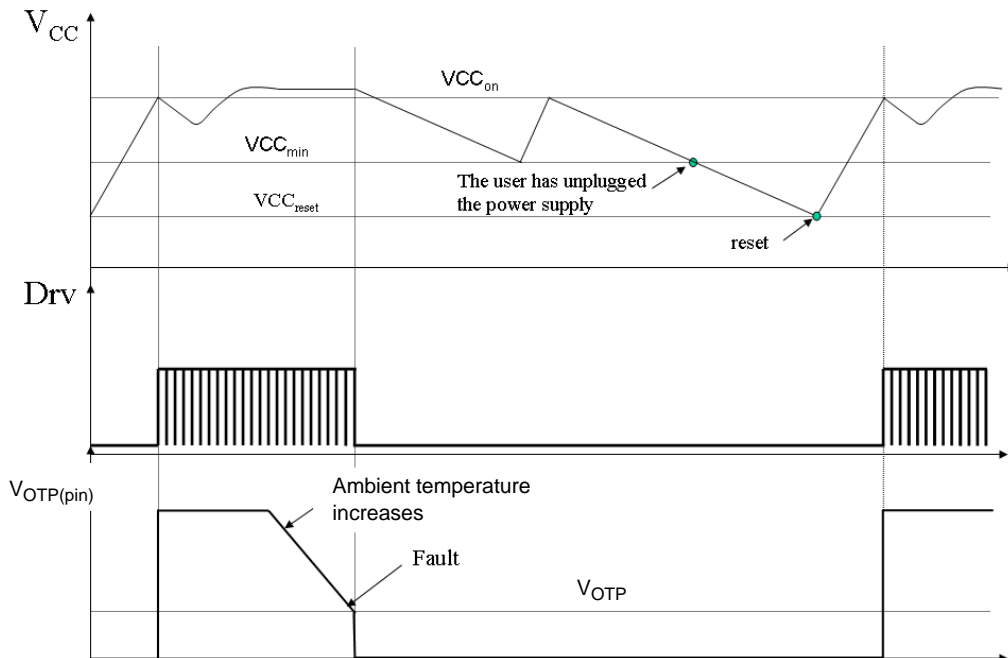 VCC
VCCon
VCCmin
The user has unplugged
the power supply
VCCreset
reset
Drv
VOTP(pin)
Ambient temperature
increases
Fault
VOTP